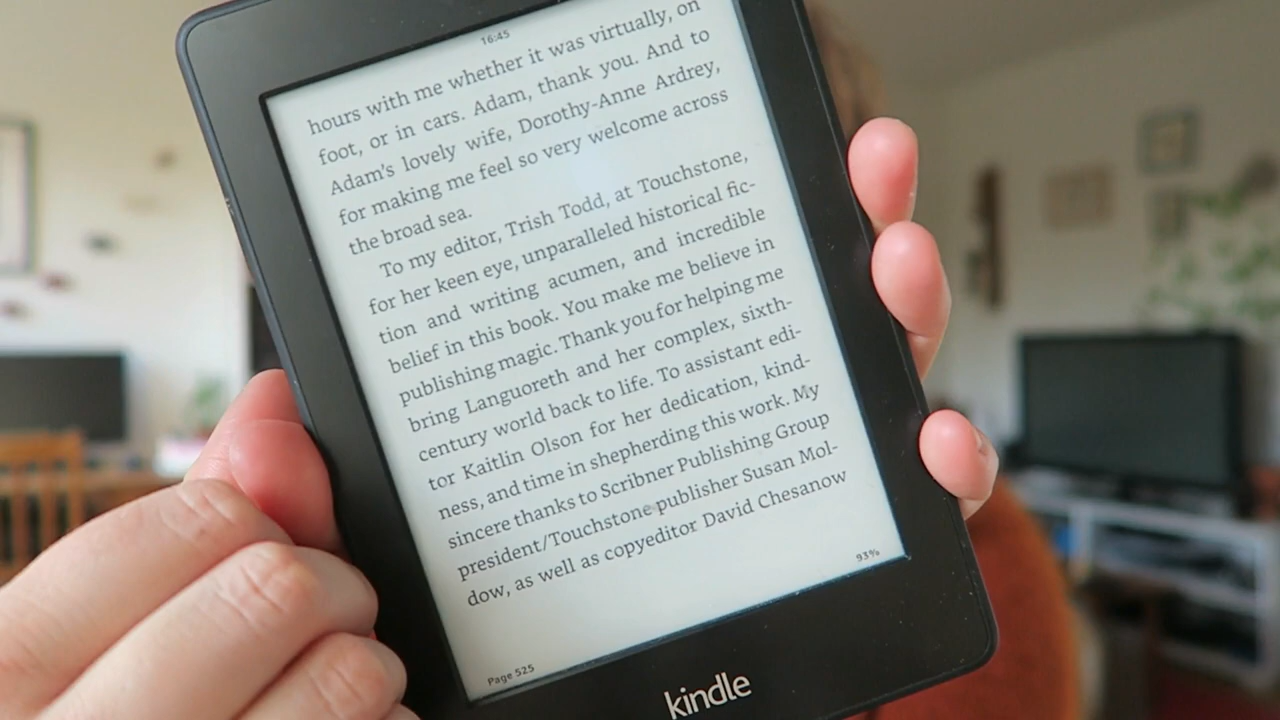 16:45
hours with me whether it was virtually, on
foot, or in cars. Adam, thank you. And to
Adam's lovely wife, Dorothy-Anne Ardrey,
for making me feel so very welcome across
the broad sea.
To my editor, Trish Todd, at Touchstone,
for her keen eye, unparalleled historical fic-
tion and writing acumen, and incredible
belief in this book. You make me believe in
publishing magic. Thank you for helping me
bring Languoreth and her complex, sixth-
century world back to life. To assistant edi-
tor Kaitlin Olson for her dedication, kind-
ness, and time in shepherding this work. My
sincere thanks to Scribner Publishing Group
president/Touchstone publisher Susan Mol-
dow, as well as copyeditor David Chesanow
Page 525
93%
kindle